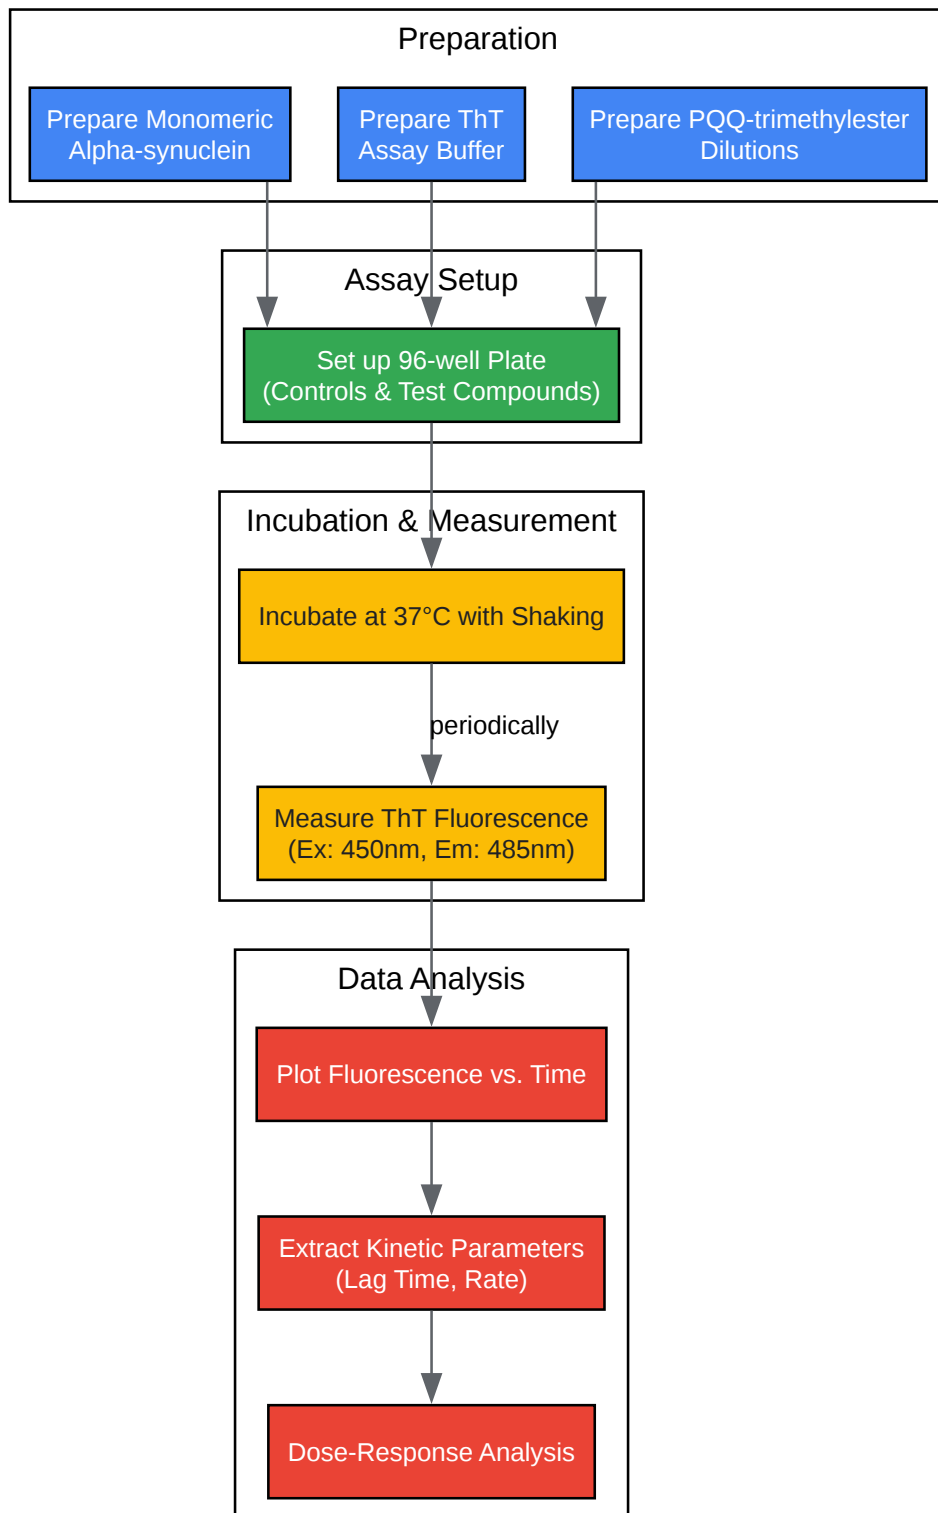 Preparation
Prepare Monomeric
Alpha-synuclein
Prepare ThT
Assay Buffer
Prepare PQQ-trimethylester
Dilutions
Assay Setup
Set up 96-well Plate
(Controls & Test Compounds)
Incubation & Measurement
Incubate at 37°C with Shaking
periodically
Measure ThT Fluorescence
(Ex: 450nm, Em: 485nm)
Data Analysis
Plot Fluorescence vs. Time
Extract Kinetic Parameters
(Lag Time, Rate)
Dose-Response Analysis